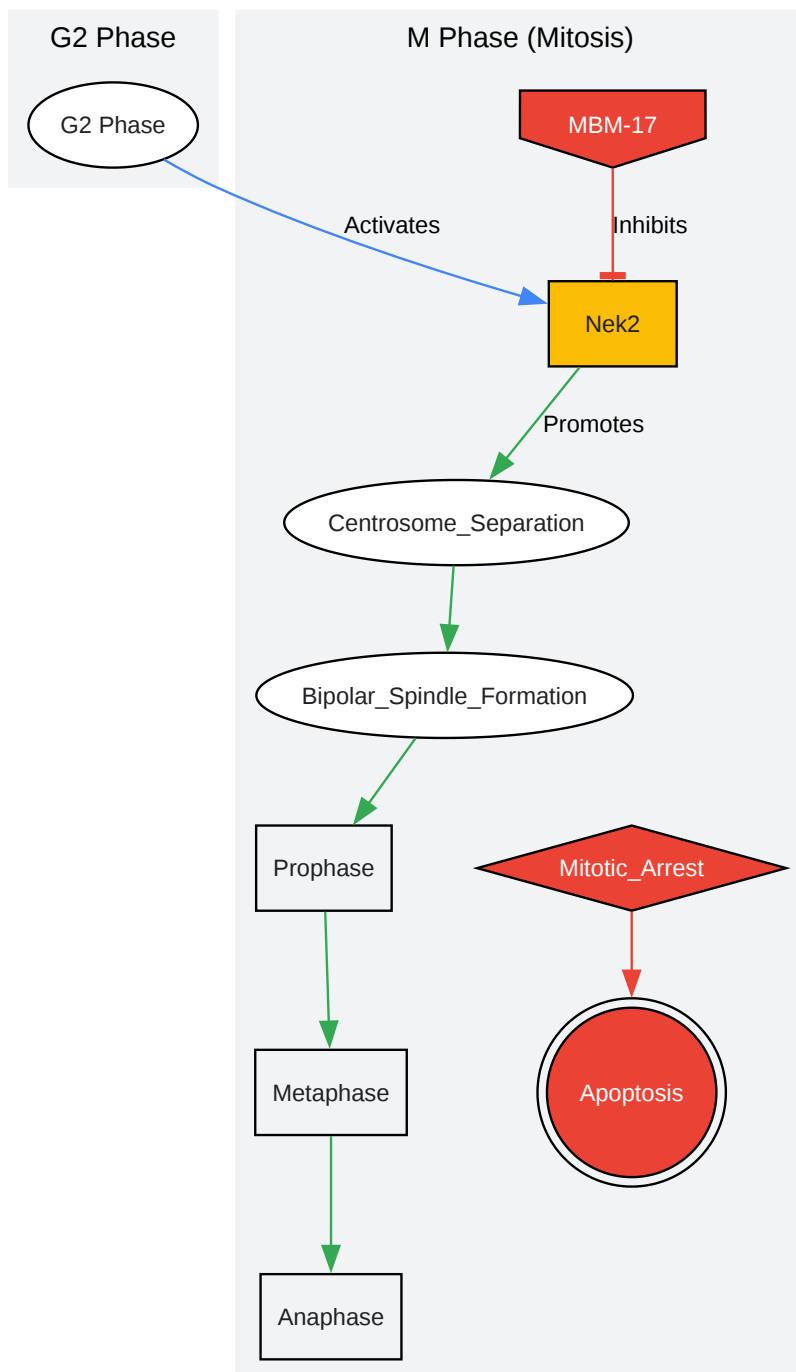 G2 Phase
M Phase (Mitosis)
G2 Phase
MBM-17
Activates
Inhibits
Nek2
Promotes
Centrosome_Separation
Bipolar_Spindle_Formation
Prophase
Mitotic_Arrest
Metaphase
Apoptosis
Anaphase